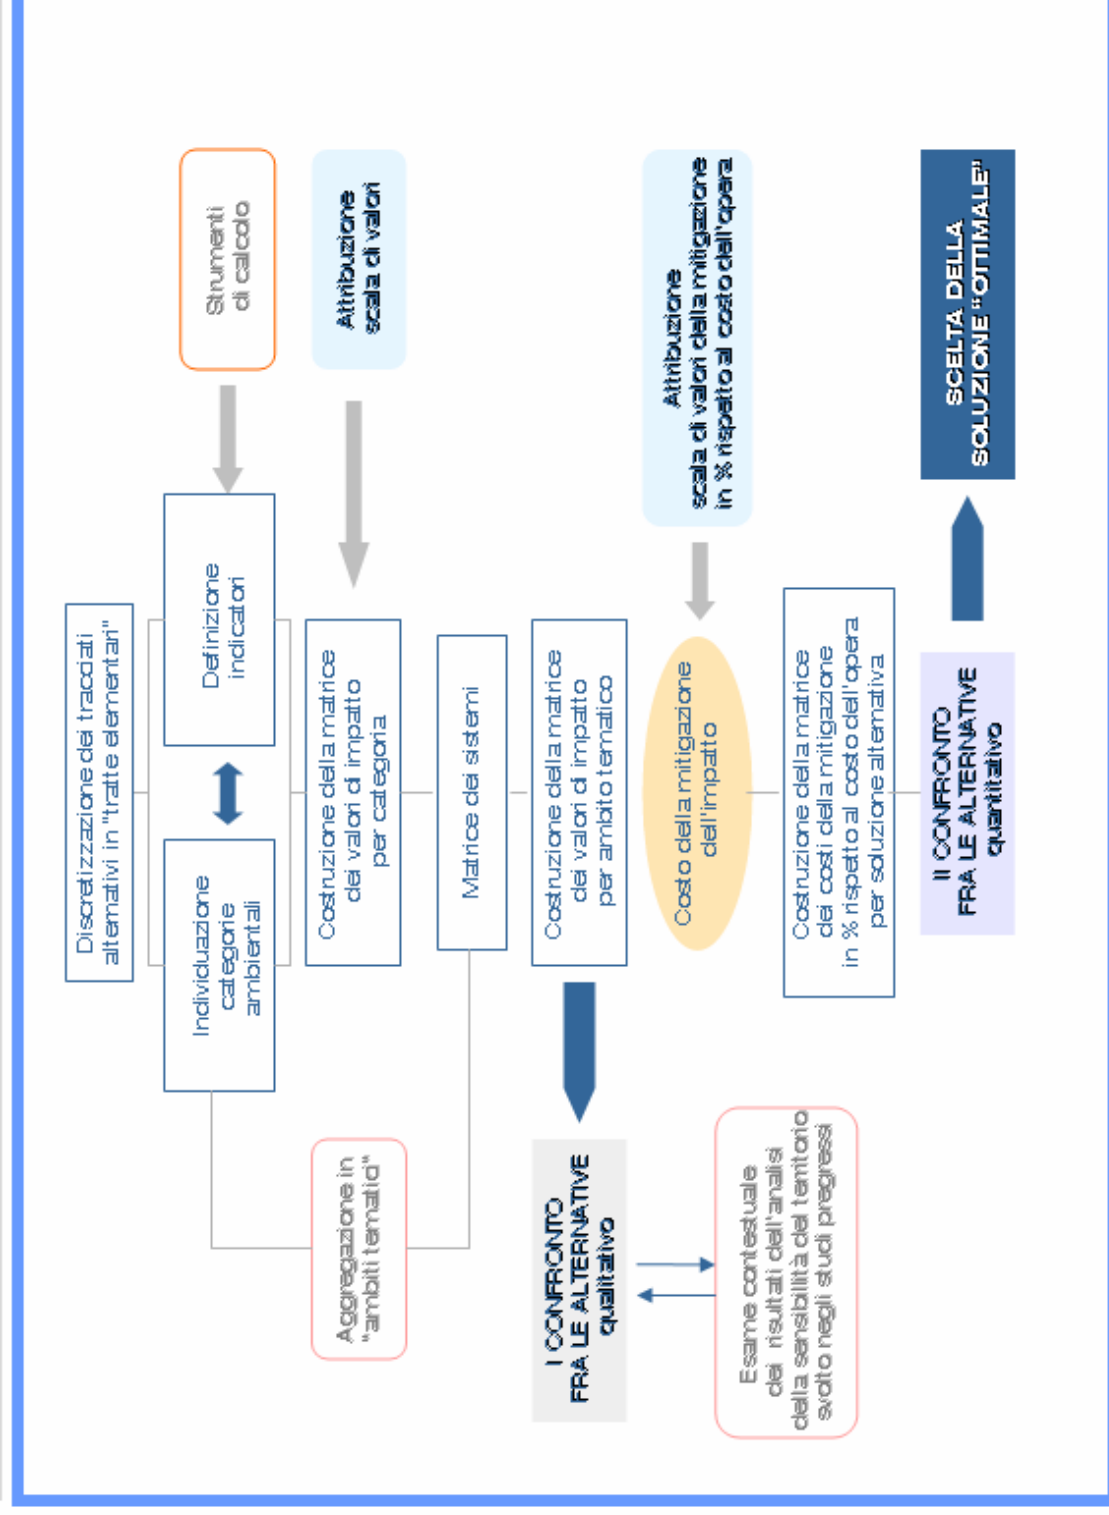 Discretizzazione dei tracciati
alternativi in "tratte elementari"
Individuazione
categorie
ambientali
Definizione
indicatori
Strumenti
di calcolo
Aggregazione in
"ambiti tematici"
Costruzione della matrice
dei valori di impatto
per categoria
Attribuzione
scala di valori
Matrice dei sistemi
I CONFRONTO
FRA LE ALTERNATIVE
qualitativo
Costruzione della matrice
dei valori di impatto
per ambito tematico
Costo della mitigazione
dell'impatto
Attribuzione
scala di valori della mitigazione
in % rispetto al costo dell'opera
Esame contestuale
dei risultati dell'analisi
della sensibilità del territorio
svolto negli studi pregressi
Costruzione della matrice
dei costi della mitigazione
in % rispetto al costo dell'opera
per soluzione alternativa
II CONFRONTO
FRA LE ALTERNATIVE
quantitativo
SCELTA DELLA
SOLUZIONE "OTTIMALE"